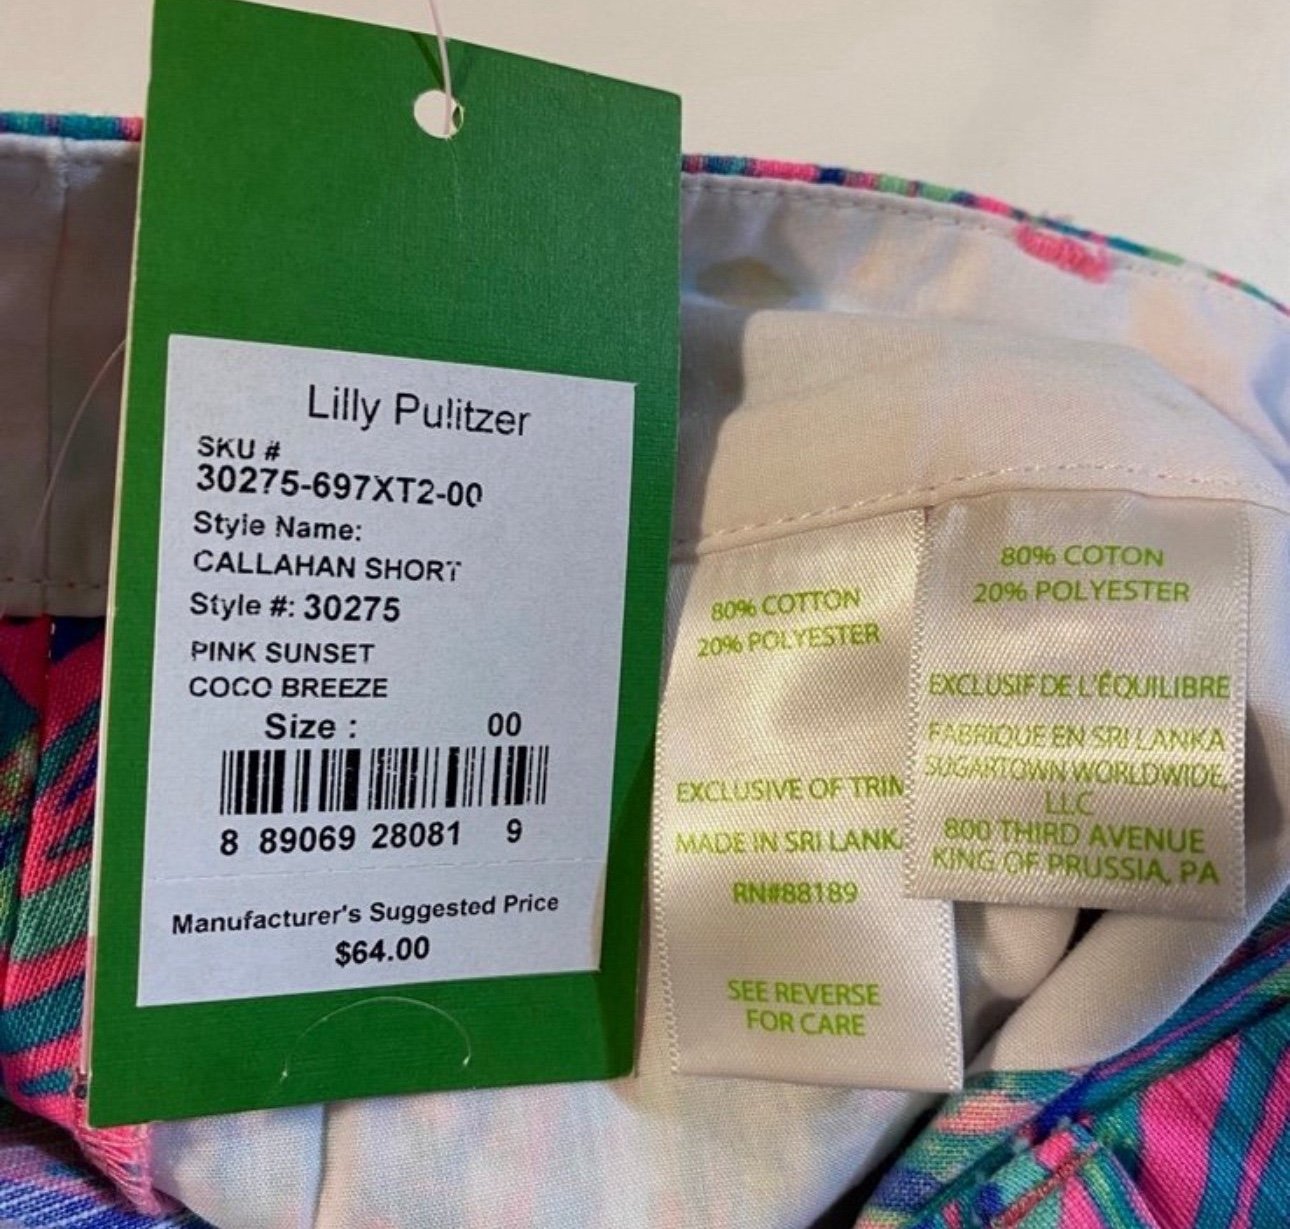 Lilly Pulitzer
SKU #
30275-697XT2-00
Style Name:
CALLAHAN SHORT
Style #: 30275
PINK SUNSET
COCO BREEZE
Size : 00
8 89069 28081 9
Manufacturer's Suggested Price
$64.00
80% COTTON
20% POLYESTER
EXCLUSIVE OF TRIM
MADE IN SRI LANK
RN#88189
SEE REVERSE
FOR CARE
80% COTON
20% POLYESTER
EXCLUSIF DE L'ÉQUILIBRE
FABRIQUE EN SRI LANKA
SUGARTOWN WORLDWIDE,
LLC
800 THIRD AVENUE
KING OF PRUSSIA, PA